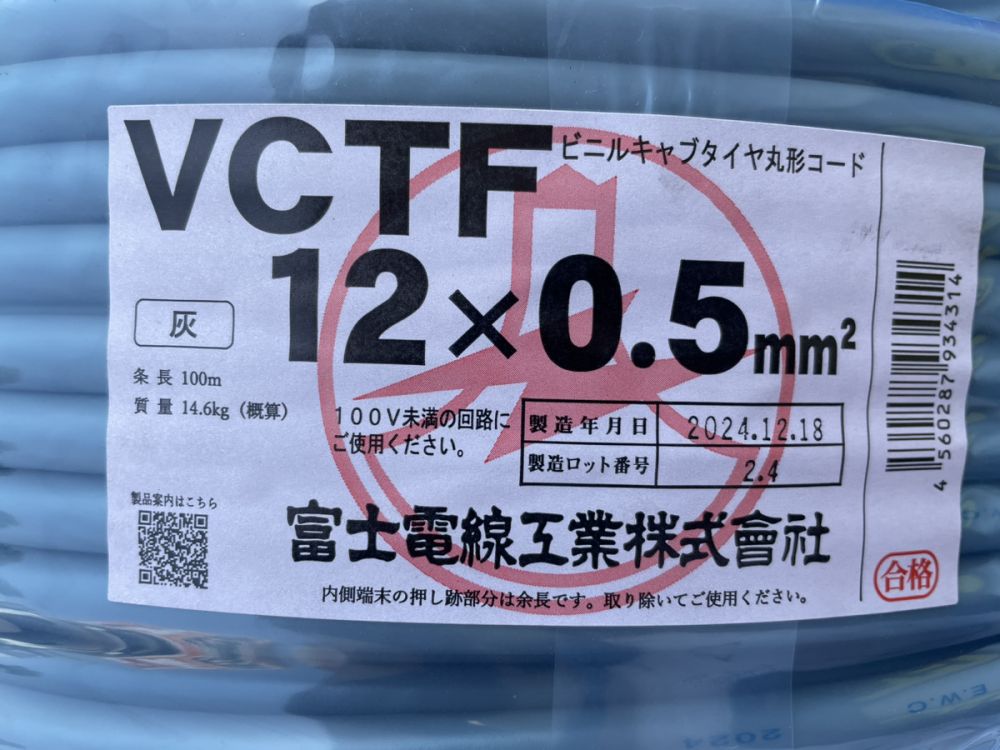 VCTF
ビニルキャブタイヤ丸形コード
12×0.5mm²
灰
条長 100m
質量 14.6kg（概算）
100V未満の回路に
ご使用ください。
製造年月日 2024.12.18
製造ロット番号 2.4
製品案内はこちら
富士電線工業株式會社
内側端末の押し跡部分は余長です。取り除いてご使用ください。
4560287934314
合格
E.W.C
2024